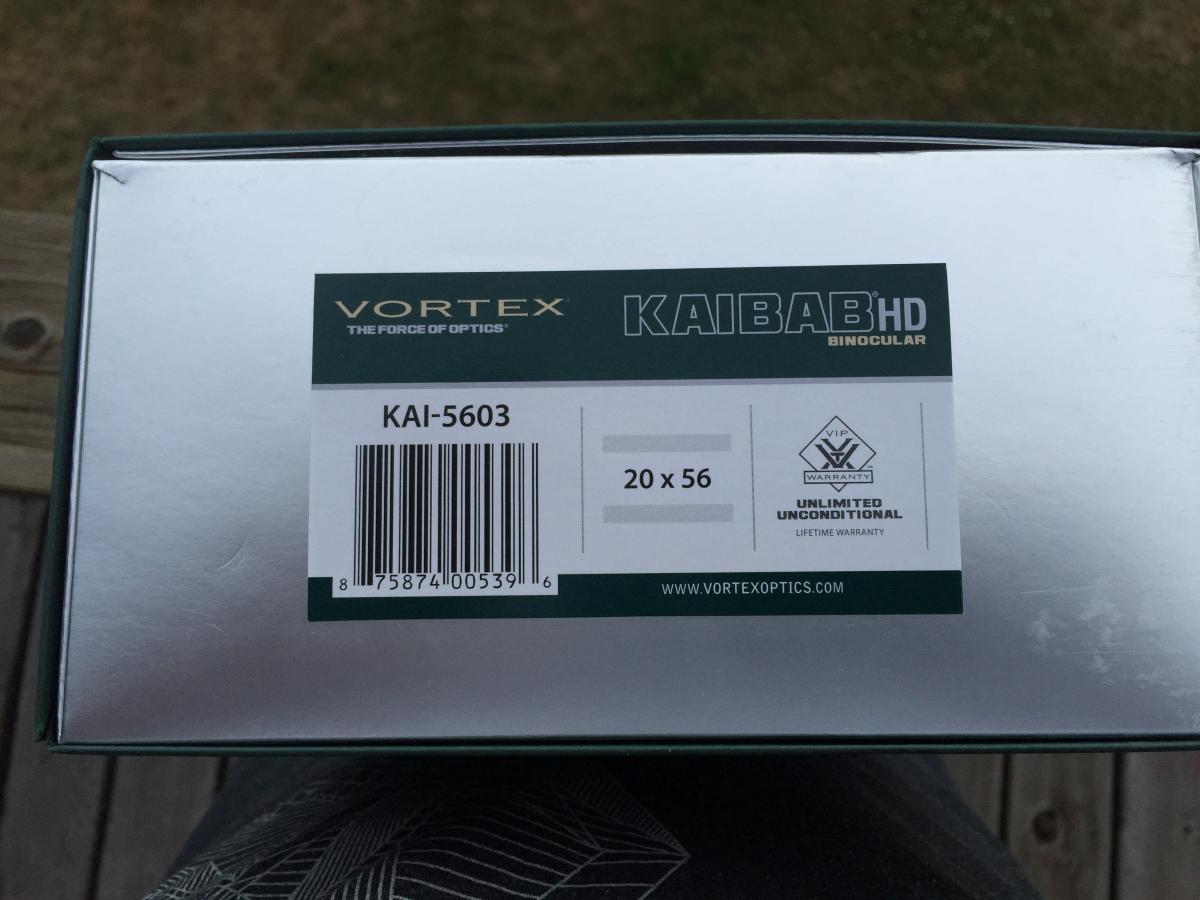 VORTEX
THE FORCE OF OPTICS®
KAIBAB®HD
BINOCULAR
KAI-5603
8 75874 00539 6
20 x 56
VIP
WARRANTY™
UNLIMITED
UNCONDITIONAL
LIFETIME WARRANTY
WWW.VORTEXOPTICS.COM